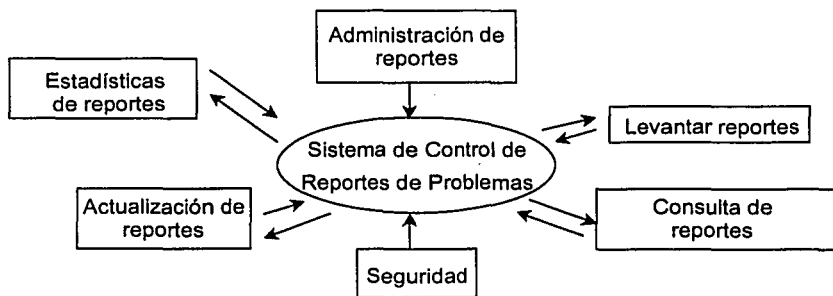 Administración de
reportes
Estadísticas
de reportes
Levantar reportes
Sistema de Control de
Reportes de Problemas
Actualización de
reportes
Consulta de
reportes
Seguridad